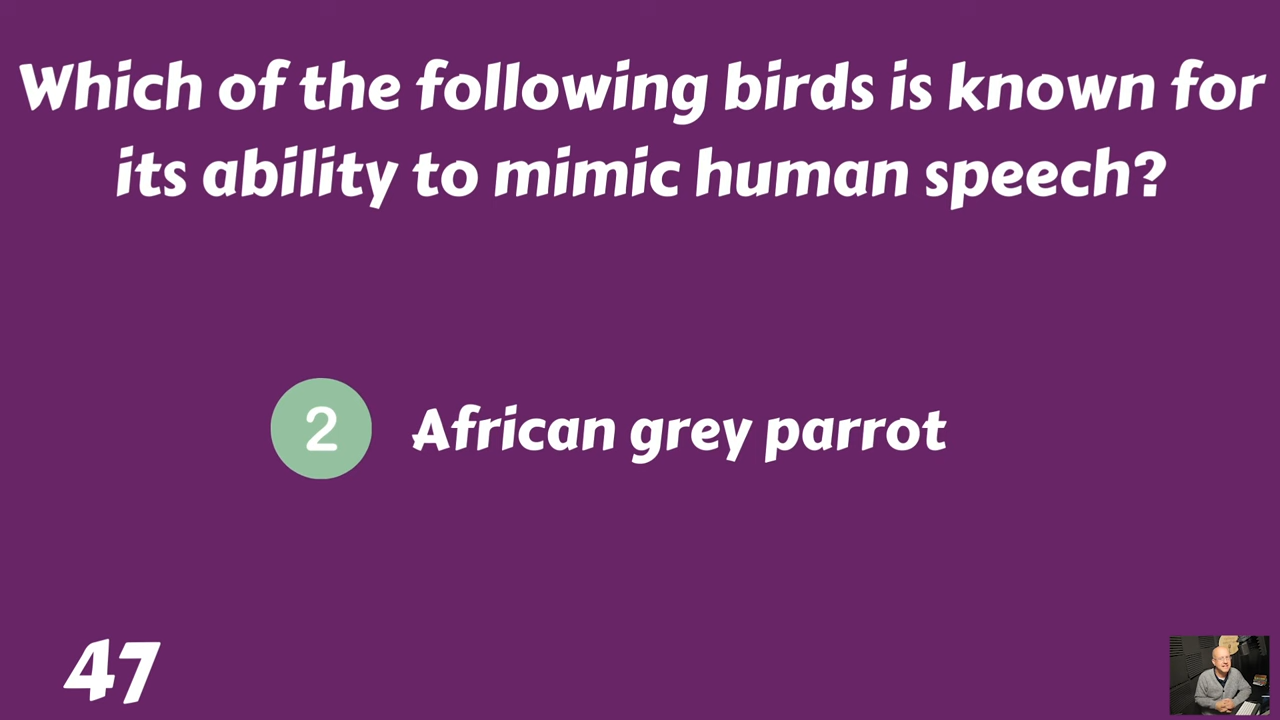 Which of the following birds is known for
its ability to mimic human speech?
2 African grey parrot
47